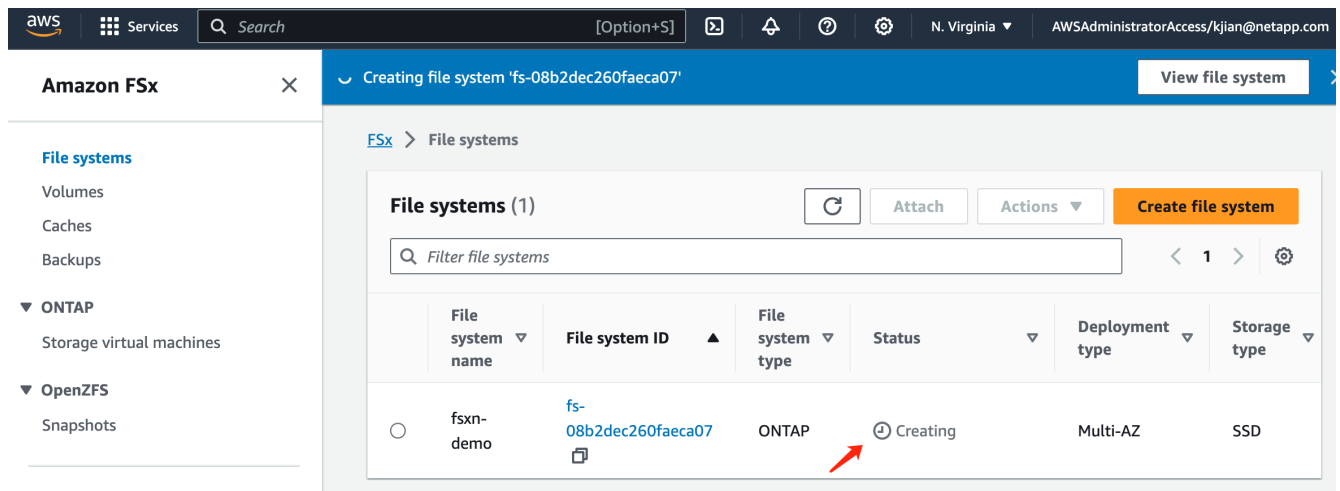 aws
Services
Search
[Option+S]
N. Virginia
AWSAdministratorAccess/kjian@netapp.com
Amazon FSx
Creating file system 'fs-08b2dec260faeca07'
View file system
File systems
Volumes
Caches
Backups
ONTAP
Storage virtual machines
OpenZFS
Snapshots
FSx
File systems
File systems (1)
Attach
Actions
Create file system
Filter file systems
1
File
system
name
File system ID
File
system
type
Status
Deployment
type
Storage
type
fsxn-
demo
fs-
08b2dec260faeca07
ONTAP
Creating
Multi-AZ
SSD